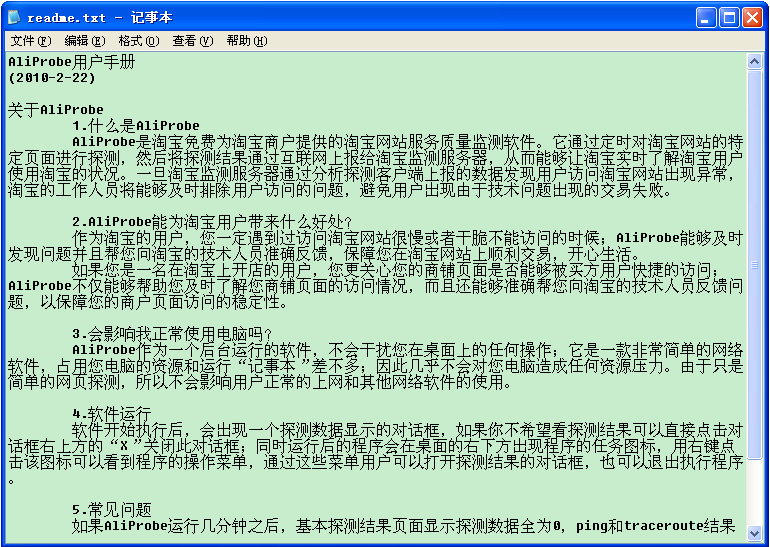 readme.txt - 记事本
文件(F) 编辑(E) 格式(O) 查看(V) 帮助(H)
AliProbe用户手册
(2010-2-22)
关于AliProbe
1.什么是AliProbe
AliProbe是淘宝免费为淘宝商户提供的淘宝网站服务质量监测软件。它通过定时对淘宝网站的特
定页面进行探测，然后将探测结果通过互联网上报给淘宝监测服务器，从而能够让淘宝实时了解淘宝用户
使用淘宝的状况。一旦淘宝监测服务器通过分析探测客户端上报的数据发现用户访问淘宝网站出现异常，
淘宝的工作人员将能够及时排除用户访问的问题，避免用户出现由于技术问题出现的交易失败。
2.AliProbe能为淘宝用户带来什么好处？
作为淘宝的用户，您一定遇到过访问淘宝网站很慢或者干脆不能访问的时候；AliProbe能够及时
发现问题并且帮您向淘宝的技术人员准确反馈，保障您在淘宝网站上顺利交易，开心生活。
如果您是一名在淘宝上开店的用户，您更关心您的商铺页面是否能够被买方用户快捷的访问；
AliProbe不仅能够帮助您及时了解您商铺页面的访问情况，而且还能够准确帮您向淘宝的技术人员反馈问
题，以保障您的商户页面访问的稳定性。
3.会影响我正常使用电脑吗？
AliProbe作为一个后台运行的软件，不会干扰您在桌面上的任何操作；它是一款非常简单的网络
软件，占用您电脑的资源和运行“记事本”差不多；因此几乎不会对您电脑造成任何资源压力。由于只是
简单的网页探测，所以不会影响用户正常的上网和其他网络软件的使用。
4.软件运行
软件开始执行后，会出现一个探测数据显示的对话框，如果你不希望看探测结果可以直接点击对
话框右上方的“X”关闭此对话框；同时运行后的程序会在桌面的右下方出现程序的任务图标，用右键点
击该图标可以看到程序的操作菜单，通过这些菜单用户可以打开探测结果的对话框，也可以退出执行程序
。
5.常见问题
如果AliProbe运行几分钟之后，基本探测结果页面显示探测数据全为0，ping和traceroute结果